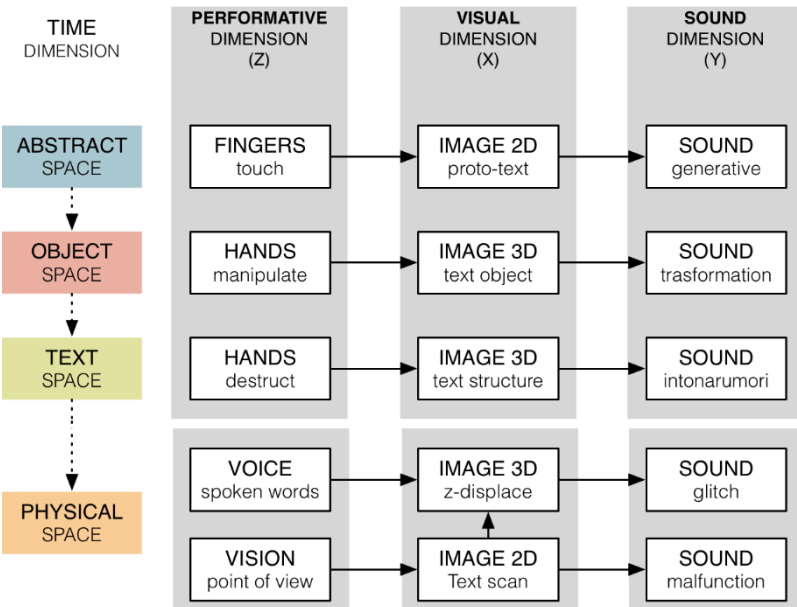 TIME
DIMENSION
PERFORMATIVE
DIMENSION
(Z)
VISUAL
DIMENSION
(X)
SOUND
DIMENSION
(Y)
ABSTRACT
SPACE
FINGERS
touch
IMAGE 2D
proto-text
SOUND
generative
OBJECT
SPACE
HANDS
manipulate
IMAGE 3D
text object
SOUND
trasformation
TEXT
SPACE
HANDS
destruct
IMAGE 3D
text structure
SOUND
intonarumori
PHYSICAL
SPACE
VOICE
spoken words
IMAGE 3D
z-displace
SOUND
glitch
VISION
point of view
IMAGE 2D
Text scan
SOUND
malfunction